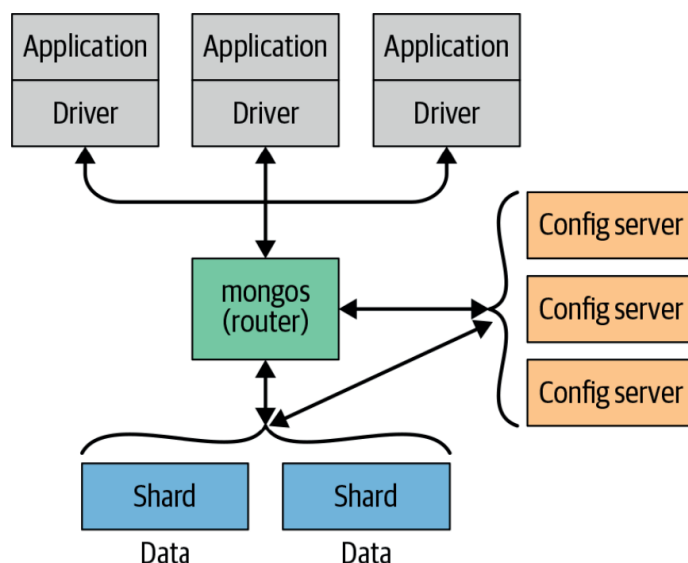 Application
Driver
Application
Driver
Application
Driver
Config server
mongos
(router)
Config server
Config server
Shard
Data
Shard
Data